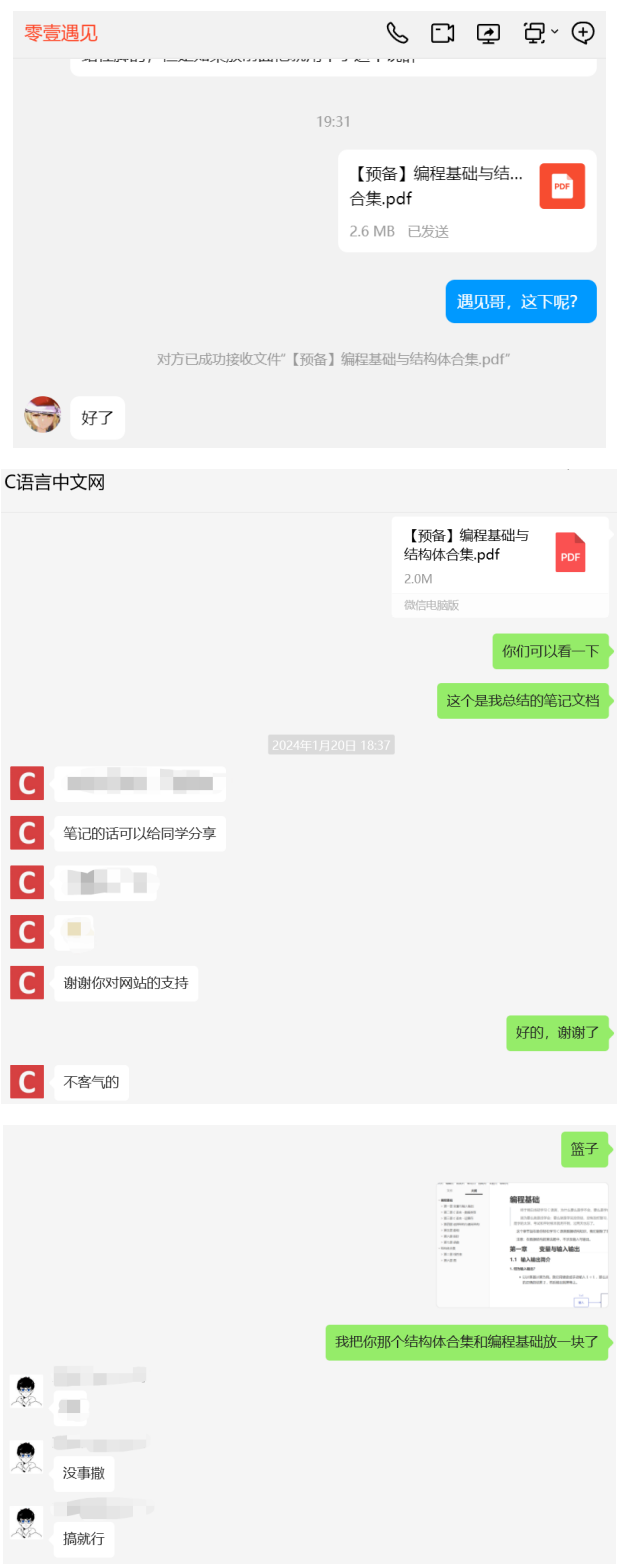 零壹遇见
19:31
【预备】编程基础与结...
合集.pdf
PDF
2.6 MB 已发送
遇见哥，这下呢？
对方已成功接收文件“【预备】编程基础与结构体合集.pdf”
好了
C语言中文网
【预备】编程基础与
结构体合集.pdf
PDF
2.0M
微信电脑版
你们可以看一下
这个是我总结的笔记文档
2024年1月20日 18:37
C
C
笔记的话可以给同学分享
C
C
C
谢谢你对网站的支持
好的，谢谢了
C
不客气的
篮子
编程基础
第一章 变量与输入输出
1.1 输入输出简介
我把你那个结构体合集和编程基础放一块了
没事撒
搞就行